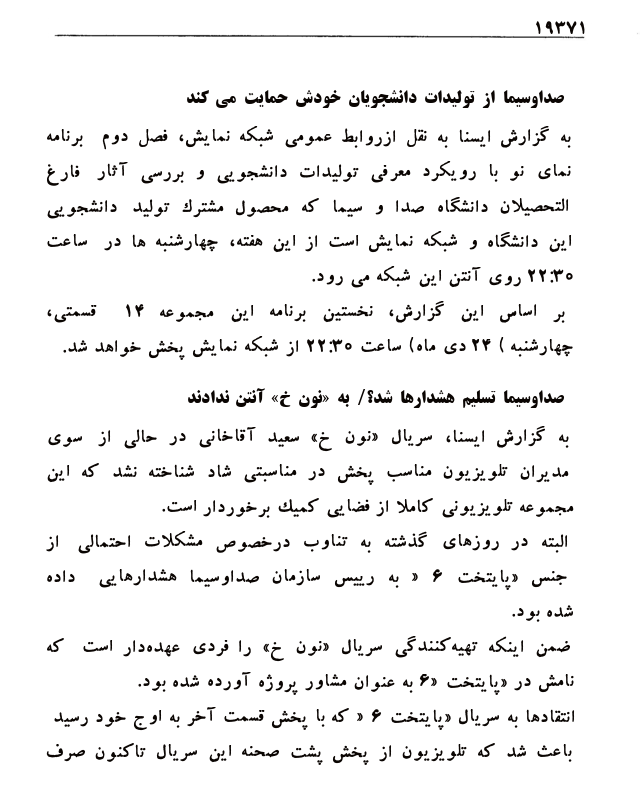 ۱۹۳۷۱
صداوسیما از تولیدات دانشجویان خودش حمایت می کند
به گزارش ایسنا به نقل ازروابط عمومی شبکه نمایش، فصل دوم برنامه
نمای نو با رویکرد معرفی تولیدات دانشجویی و بررسی آثار فارغ
التحصیلان دانشگاه صدا و سیما که محصول مشترك تولید دانشجویی
این دانشگاه و شبکه نمایش است از این هفته، چهارشنبه ها در ساعت
۲۲:۳۰ روی آنتن این شبکه می رود.
بر اساس این گزارش، نخستین برنامه این مجموعه ۱۴ قسمتی،
چهارشنبه ) ۲۴ دی ماه) ساعت ۲۲:۳۰ از شبکه نمایش پخش خواهد شد.
صداوسیما تسلیم هشدارها شد؟/ به «نون خ» آنتن ندادند
به گزارش ایسنا، سریال «نون خ» سعید آقاخانی در حالی از سوی
مدیران تلویزیون مناسب پخش در مناسبتی شاد شناخته نشد که این
مجموعه تلویزیونی کاملا از فضایی کمیك برخوردار است.
البته در روزهای گذشته به تناوب درخصوص مشکلات احتمالی از
جنس «پایتخت ۶ « به رییس سازمان صداوسیما هشدارهایی داده
شده بود.
ضمن اینکه تهیه‌کنندگی سریال «نون خ» را فردی عهده‌دار است که
نامش در «پایتخت «۶ به عنوان مشاور پروژه آورده شده بود.
انتقادها به سریال «پایتخت ۶ « که با پخش قسمت آخر به اوج خود رسید
باعث شد که تلویزیون از پخش پشت صحنه این سریال تاکنون صرف